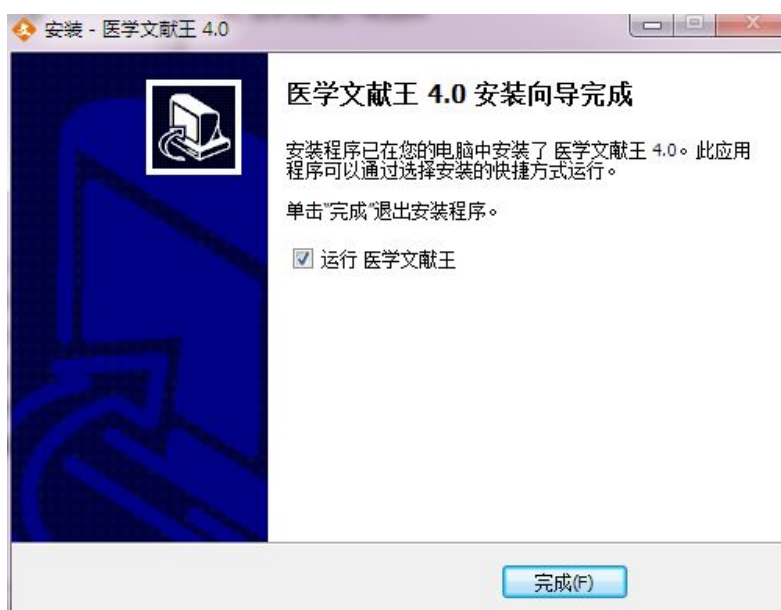 安装 - 医学文献王 4.0
医学文献王 4.0 安装向导完成
安装程序已在您的电脑中安装了 医学文献王 4.0。此应用
程序可以通过选择安装的快捷方式运行。
单击"完成"退出安装程序。
运行 医学文献王
完成(F)